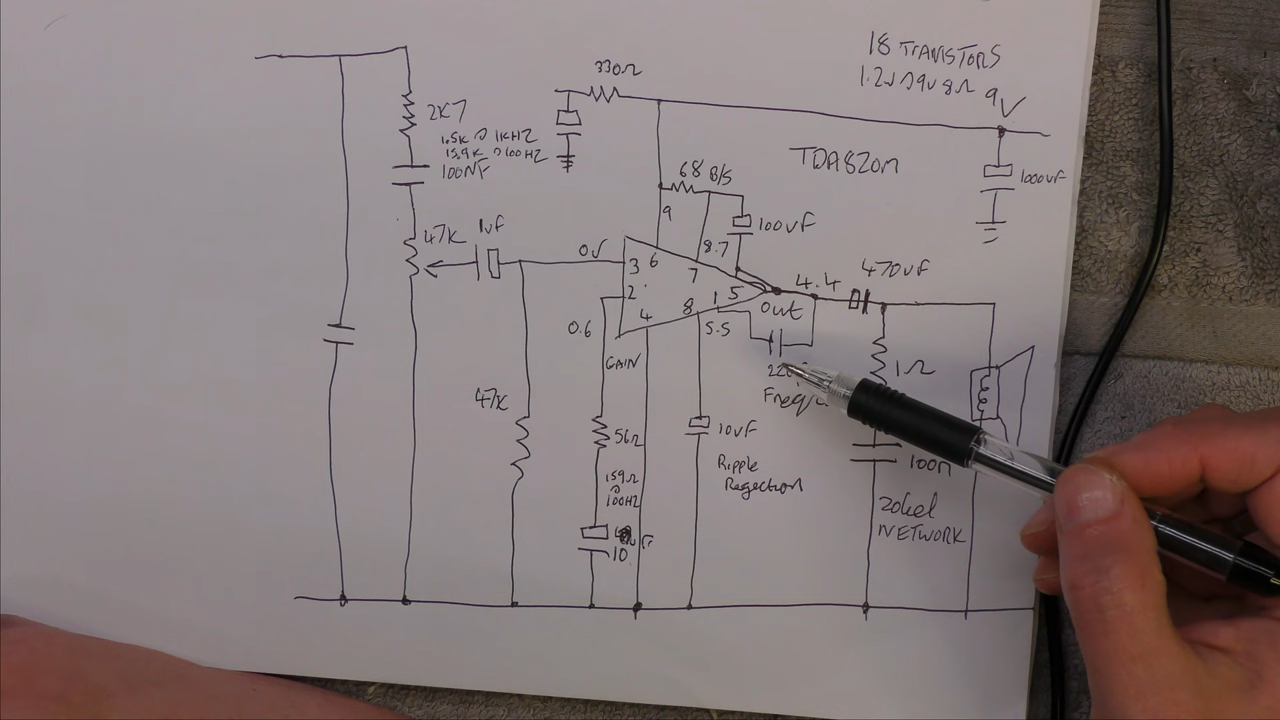 18 TRANSISTORS
1.2W @ 9V 8Ω
9V
330Ω
2K7
1.5K @ 1KHZ
15.9K @ 100HZ
100NF
TDA820M
1000uF
68 B/S
9
100uF
8.7
47K
1uF
0V
3
6
7
5
2
4
8
1
out
4.4
470uF
0.6
5.5
GAIN
1Ω
47K
56Ω
10uF
100n
159Ω
@
100HZ
Ripple
Regection
10
F
Zobel
NETWORK